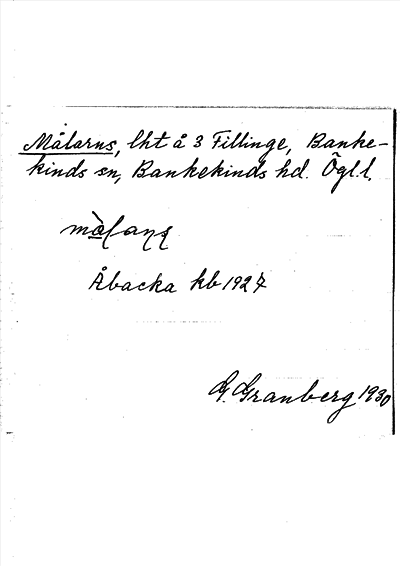 Målarns, lht å 3 Fillinge, Banke-
kinds sn, Bankekinds hd. Ögl. l.
Åbacka kb 1927
G. Granberg 1930